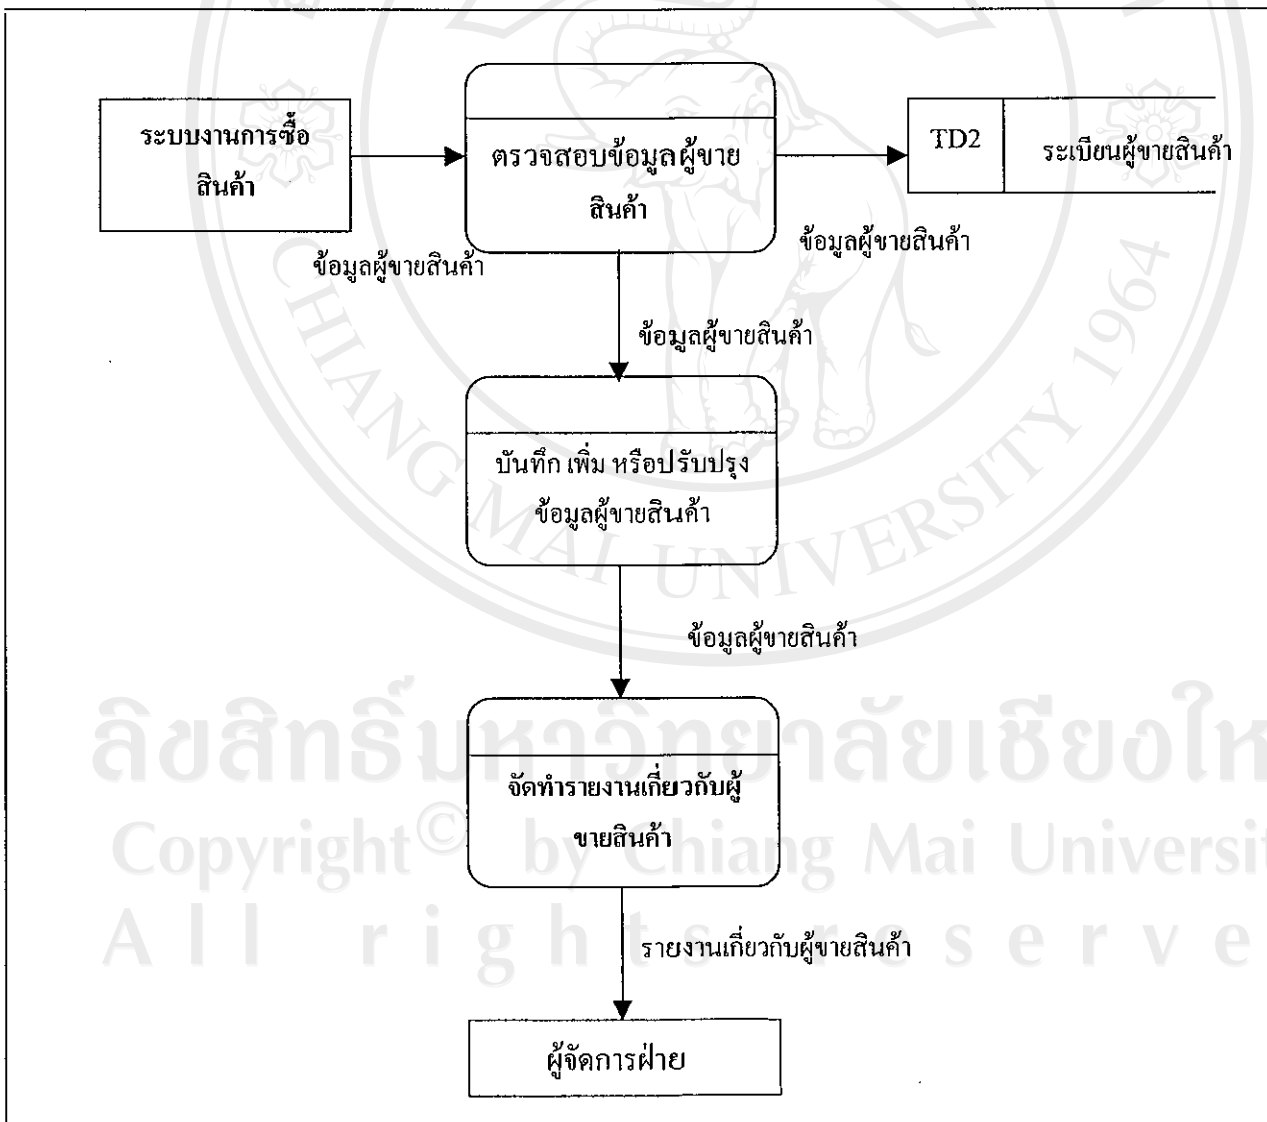 ระบบงานการซื้อ
สินค้า
ตรวจสอบข้อมูลผู้ขาย
สินค้า
TD2
ระเบียนผู้ขายสินค้า
ข้อมูลผู้ขายสินค้า
ข้อมูลผู้ขายสินค้า
ข้อมูลผู้ขายสินค้า
บันทึก เพิ่ม หรือปรับปรุง
ข้อมูลผู้ขายสินค้า
ข้อมูลผู้ขายสินค้า
จัดทำรายงานเกี่ยวกับผู้
ขายสินค้า
รายงานเกี่ยวกับผู้ขายสินค้า
ผู้จัดการฝ่าย
CHIANG MAI UNIVERSITY 1964
ลิขสิทธิ์มหาวิทยาลัยเชียงให
Copyright© by Chiang Mai Universit
All rights reserve